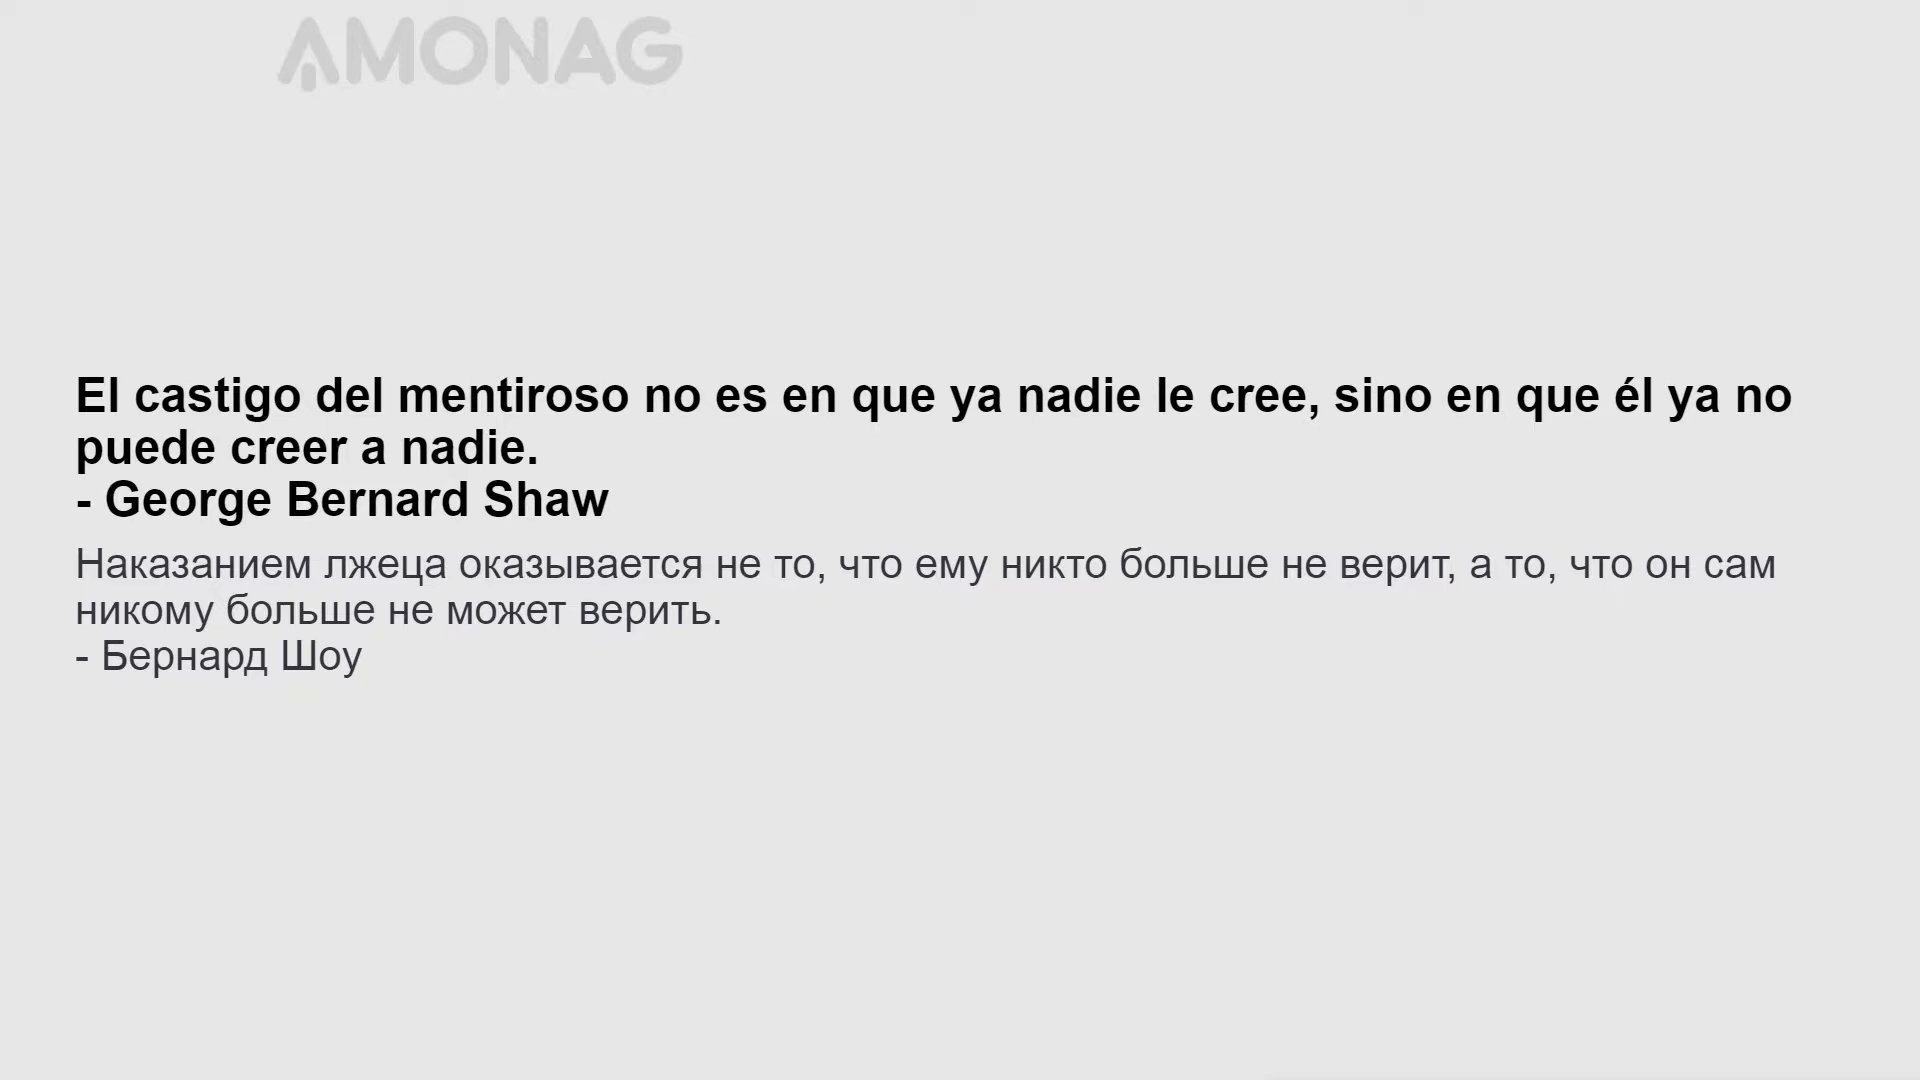 AMONAG
El castigo del mentiroso no es en que ya nadie le cree, sino en que él ya no
puede creer a nadie.
- George Bernard Shaw
Наказанием лжеца оказывается не то, что ему никто больше не верит, а то, что он сам
никому больше не может верить.
- Бернард Шоу